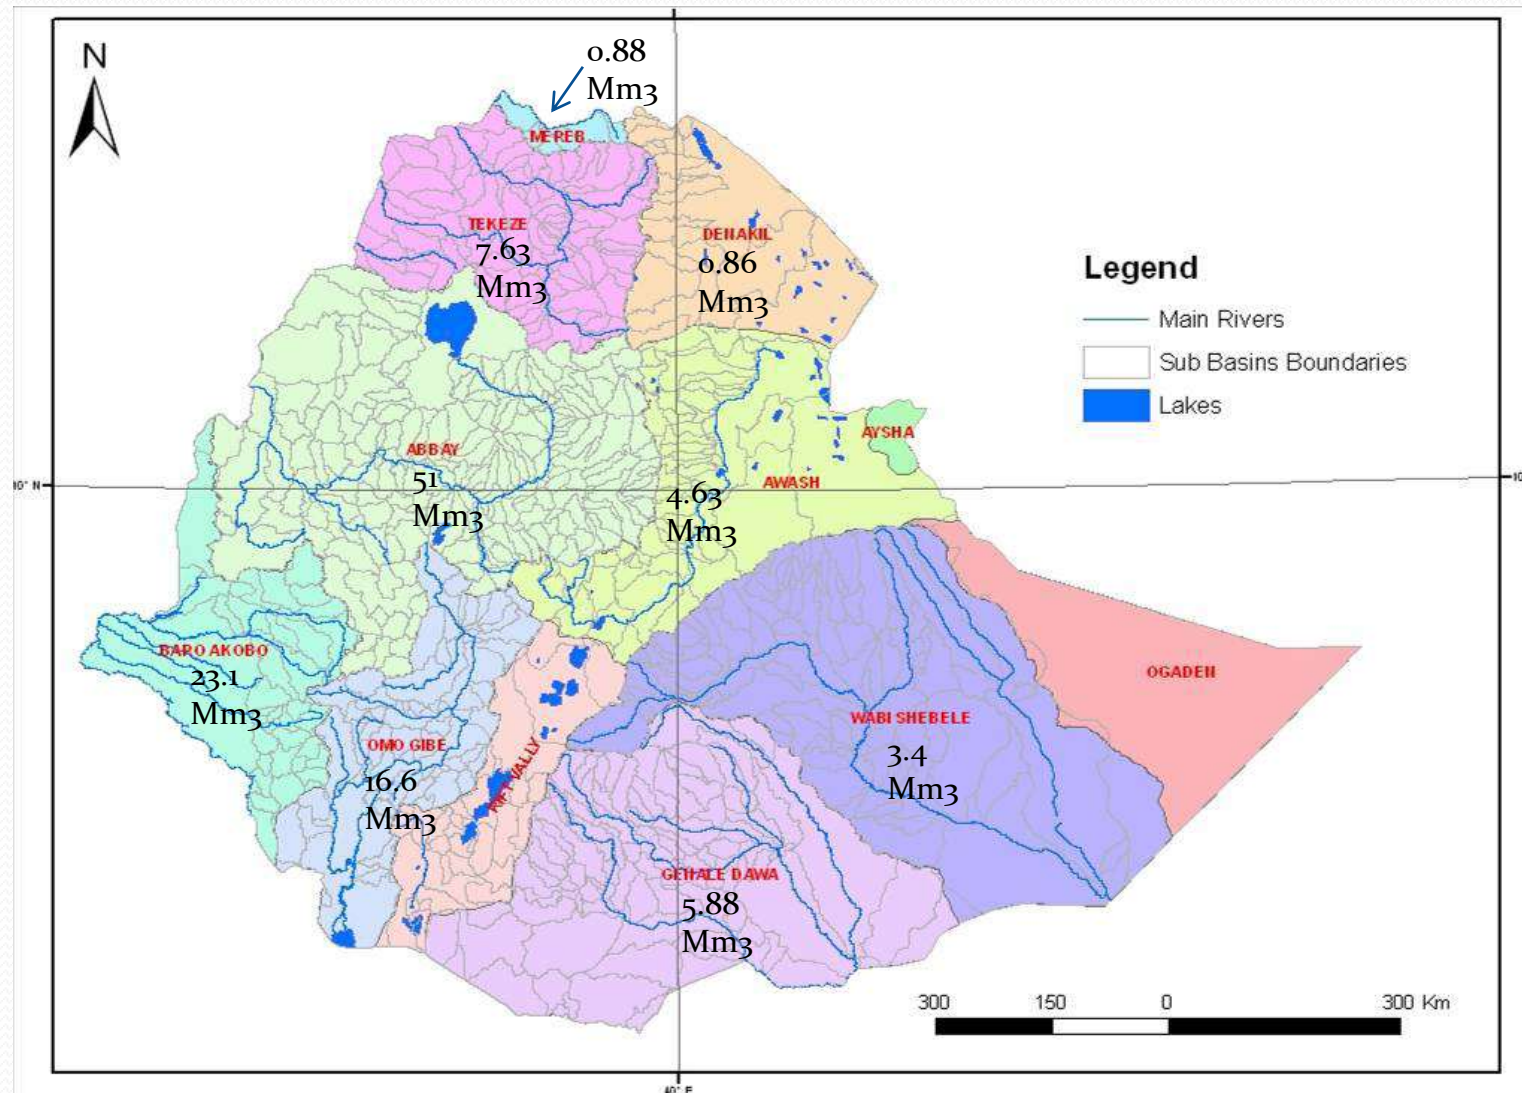 N
0.88
Mm3
MEREB
TEKEZE
7.63
Mm3
DENAKIL
0.86
Mm3
Legend
Main Rivers
Sub Basins Boundaries
Lakes
AYSHA
ABBAY
51
Mm3
AWASH
4.63
Mm3
BARO AKOBO
23.1
Mm3
OGADEN
WABI SHEBELE
3.4
Mm3
OMO GIBE
16.6
Mm3
RIFT VALLY
GEHALE DAWA
5.88
Mm3
300 150 0 300 Km